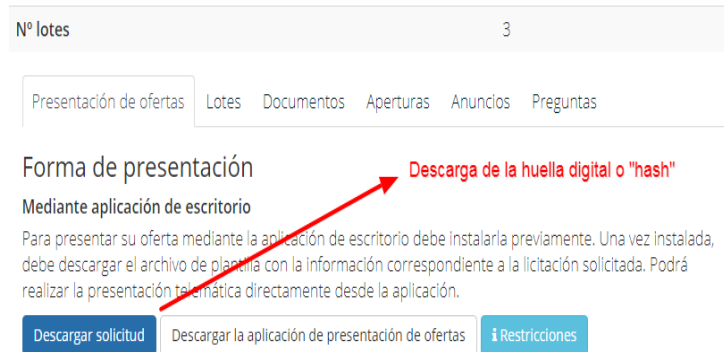 Nº lotes 3
Presentación de ofertas Lotes Documentos Aperturas Anuncios Preguntas
Forma de presentación
Descarga de la huella digital o "hash"
Mediante aplicación de escritorio
Para presentar su oferta mediante la aplicación de escritorio debe instalarla previamente. Una vez instalada,
debe descargar el archivo de plantilla con la información correspondiente a la licitación solicitada. Podrá
realizar la presentación telemática directamente desde la aplicación.
Descargar solicitud Descargar la aplicación de presentación de ofertas i Restricciones